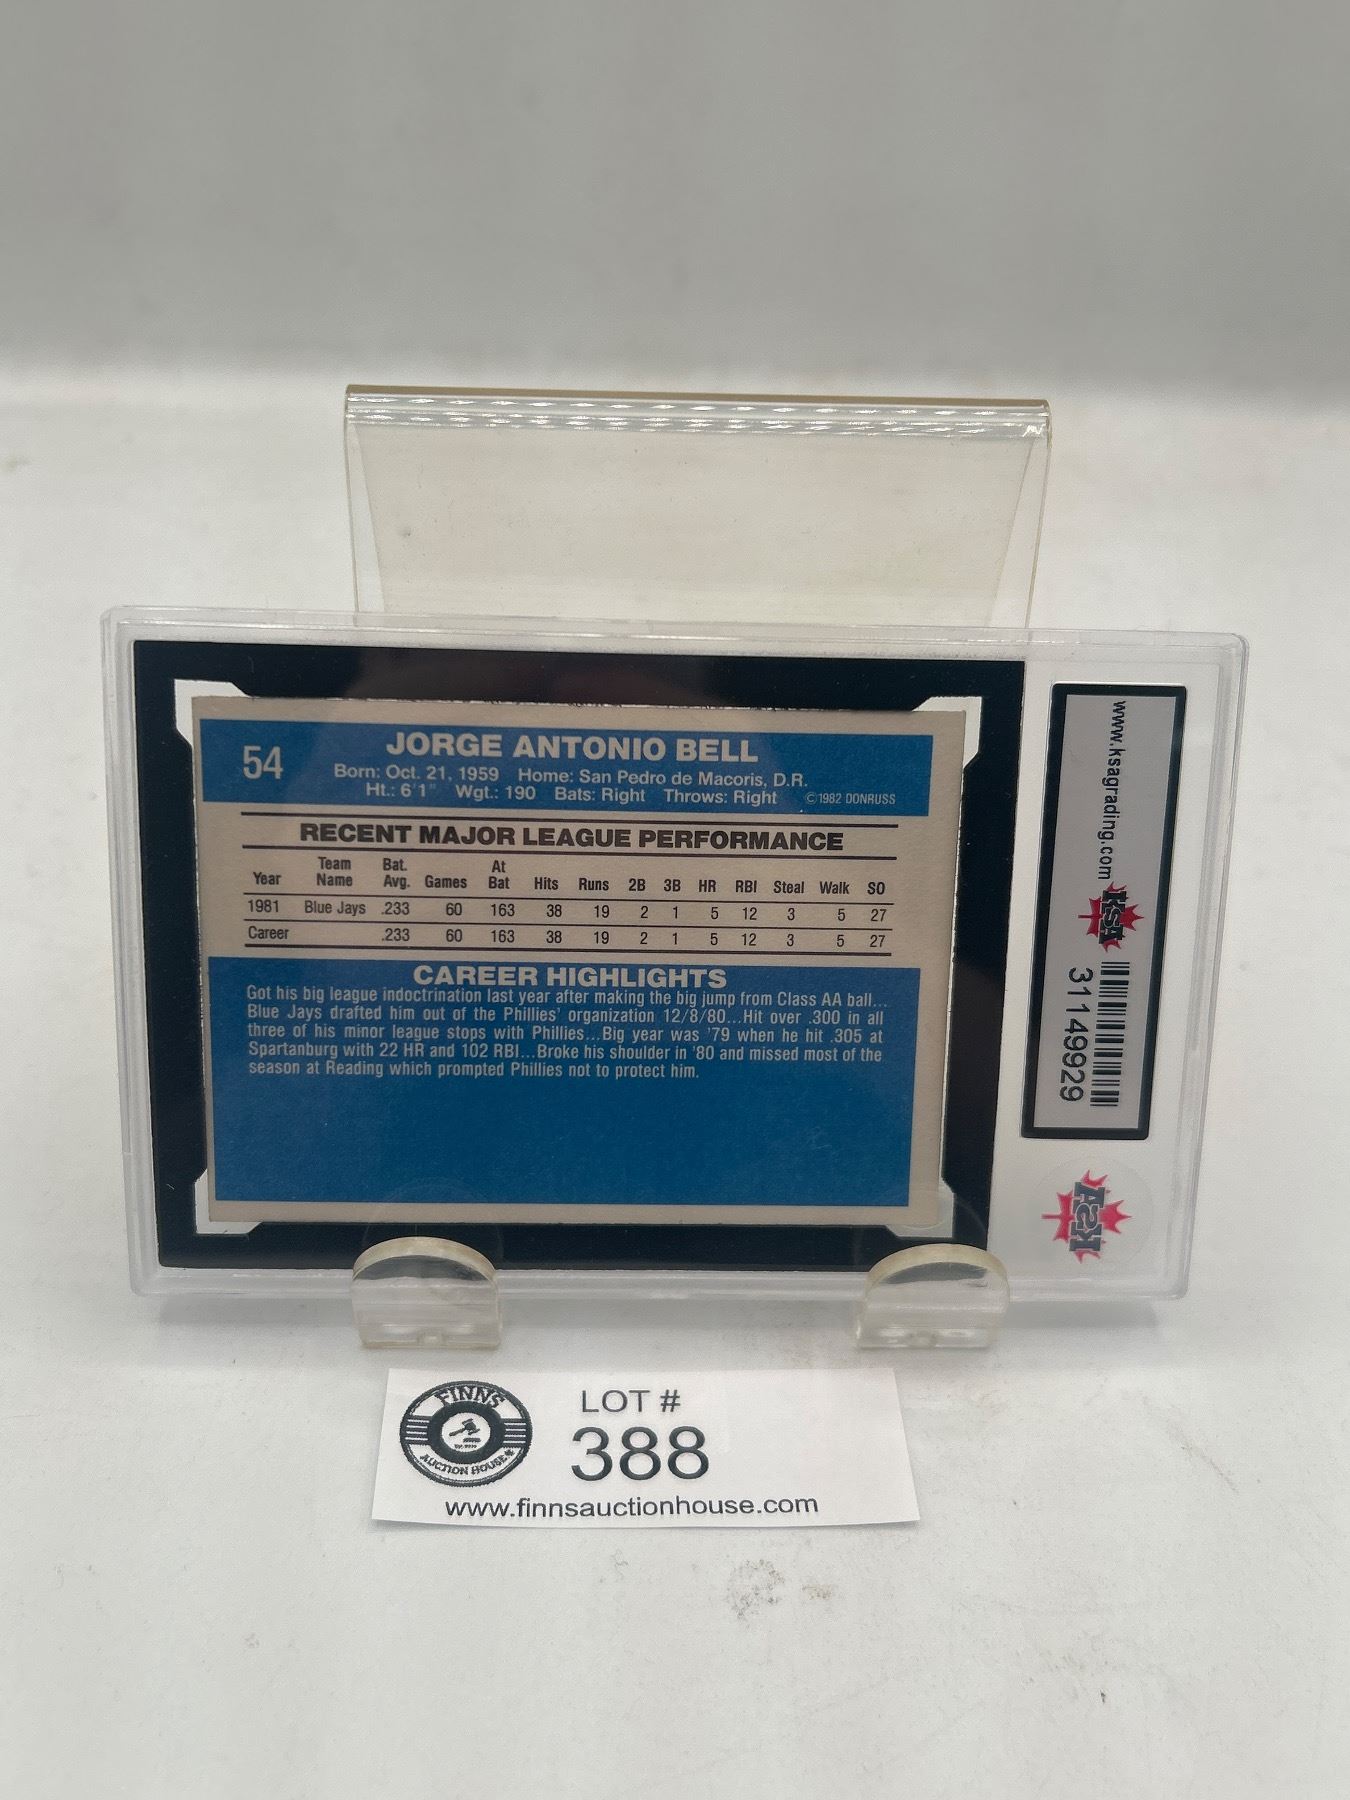 54
JORGE ANTONIO BELL
Born: Oct. 21, 1959 Home: San Pedro de Macoris, D.R.
Ht.: 6'1" Wgt.: 190 Bats: Right Throws: Right ©1982 DONRUSS
RECENT MAJOR LEAGUE PERFORMANCE
Year Team Name Bat. Avg. Games At Bat Hits Runs 2B 3B HR RBI Steal Walk SO
1981 Blue Jays .233 60 163 38 19 2 1 5 12 3 5 27
Career .233 60 163 38 19 2 1 5 12 3 5 27
CAREER HIGHLIGHTS
Got his big league indoctrination last year after making the big jump from Class AA ball...
Blue Jays drafted him out of the Phillies' organization 12/8/80...Hit over .300 in all
three of his minor league stops with Phillies...Big year was '79 when he hit .305 at
Spartanburg with 22 HR and 102 RBI...Broke his shoulder in '80 and missed most of the
season at Reading which prompted Phillies not to protect him.
www.ksagrading.com
KSA
31149929
KSA
FINNS
AUCTION HOUSE
LOT #
388
www.finnsauctionhouse.com